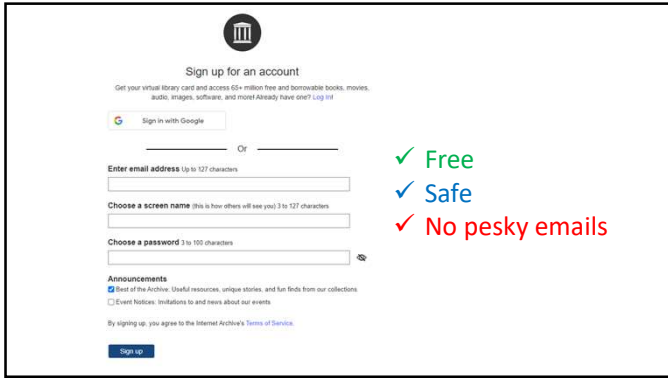 Sign up for an account
Get your virtual library card and access 65+ million free and borrowable books, movies,
audio, images, software, and more! Already have one? Log in!
Sign in with Google
Or
Enter email address Up to 127 characters
Choose a screen name (this is how others will see you) 3 to 127 characters
Choose a password 3 to 100 characters
Announcements
Best of the Archive: Useful resources, unique stories, and fun finds from our collections
Event Notices: Invitations to and news about our events
By signing up, you agree to the Internet Archive's Terms of Service.
Sign up
✓ Free
✓ Safe
✓ No pesky emails